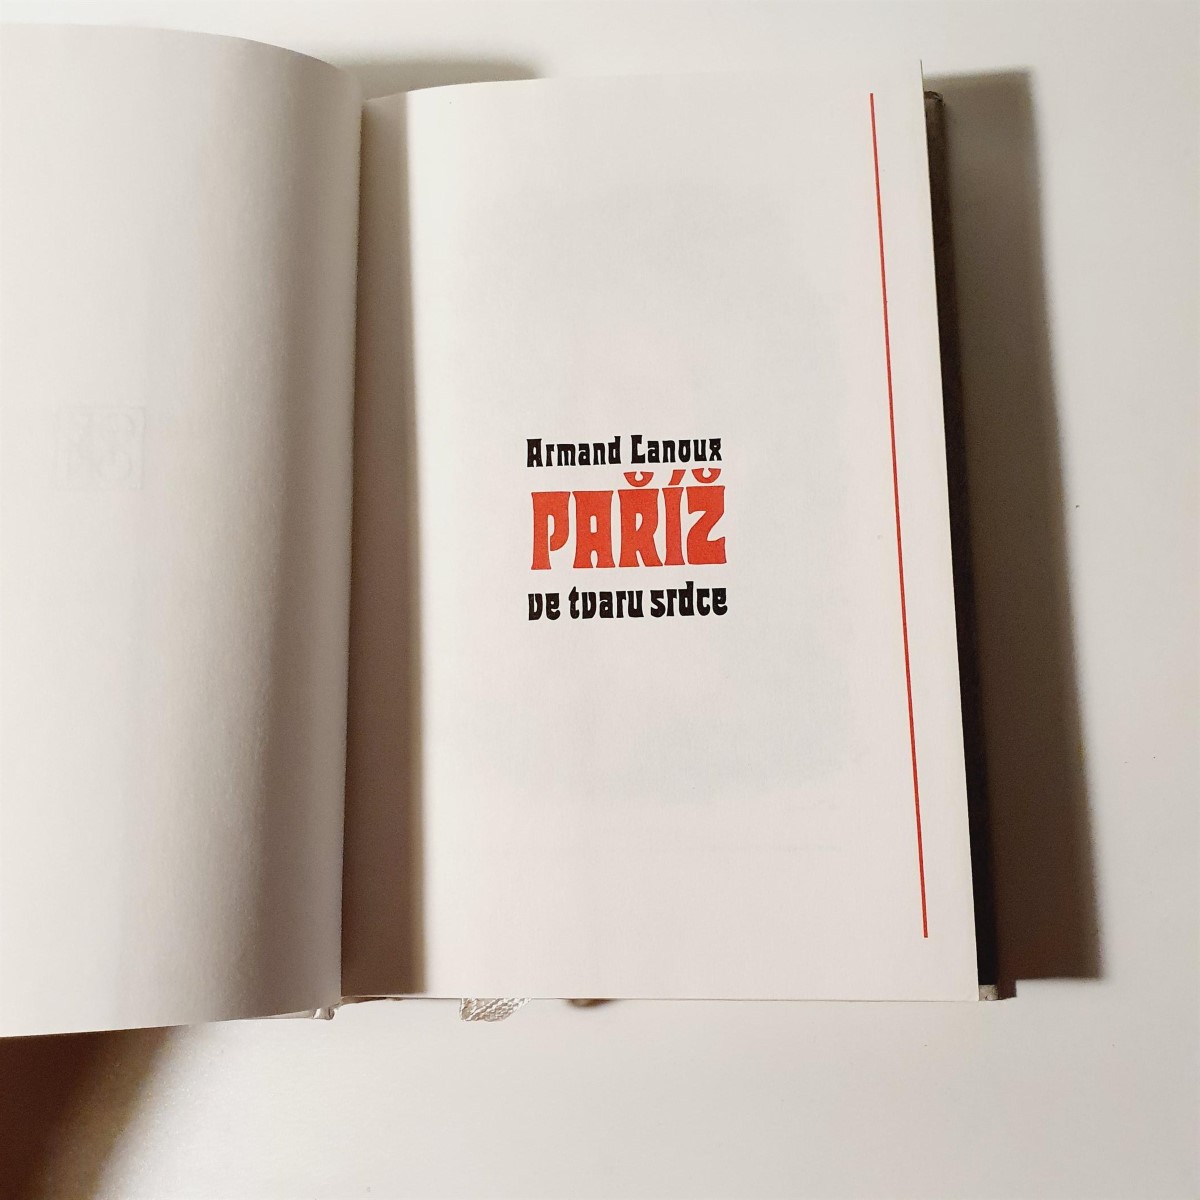 Armand Lanoux
PAŘÍŽ
ve tvaru srdce